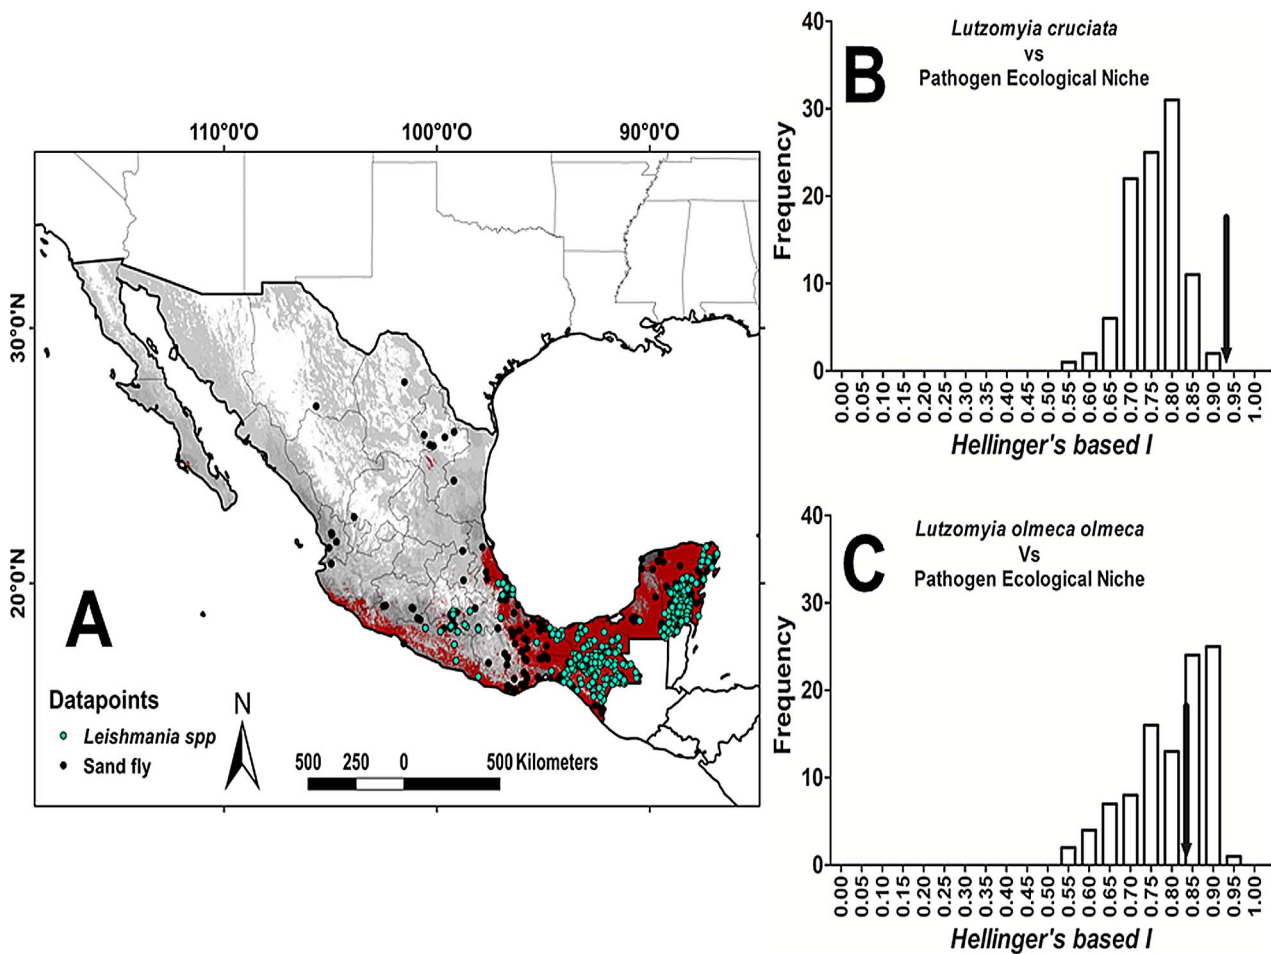 A
110°0'O
100°0'O
90°0'O
30°0'N
20°0'N
Datapoints
Leishmania spp
Sand fly
N
500 250 0 500 Kilometers
B
Lutzomyia cruciata
vs
Pathogen Ecological Niche
Frequency
40
30
20
10
0
0.00 0.05 0.10 0.15 0.20 0.25 0.30 0.35 0.40 0.45 0.50 0.55 0.60 0.65 0.70 0.75 0.80 0.85 0.90 0.95 1.00
Hellinger's based I
C
Lutzomyia olmeca olmeca
Vs
Pathogen Ecological Niche
Frequency
40
30
20
10
0
0.00 0.05 0.10 0.15 0.20 0.25 0.30 0.35 0.40 0.45 0.50 0.55 0.60 0.65 0.70 0.75 0.80 0.85 0.90 0.95 1.00
Hellinger's based I